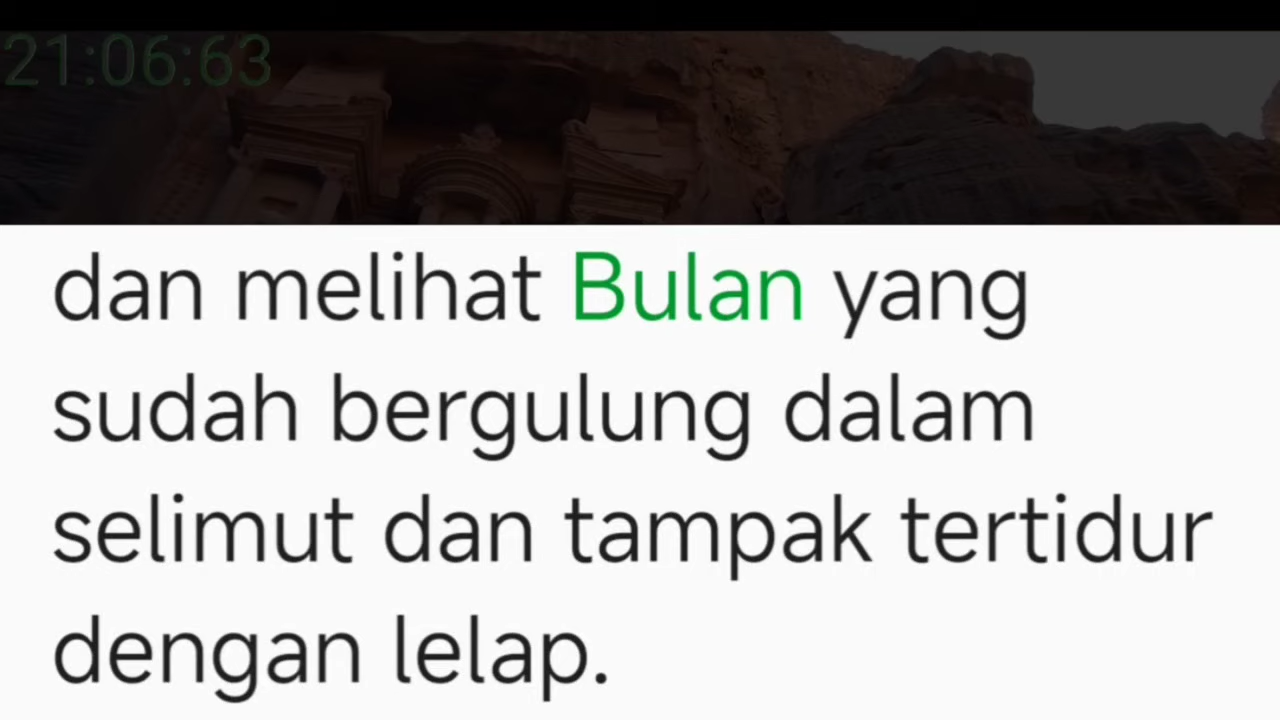 21:06:63
dan melihat Bulan yang
sudah bergulung dalam
selimut dan tampak tertidur
dengan lelap.